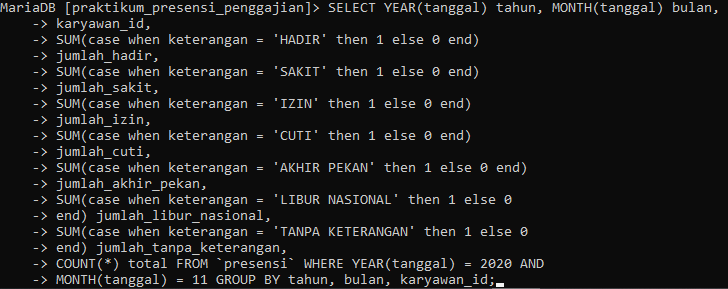 MariaDB [praktikum_presensi_penggajian]> SELECT YEAR(tanggal) tahun, MONTH(tanggal) bulan,
-> karyawan_id,
-> SUM(case when keterangan = 'HADIR' then 1 else 0 end)
-> jumlah_hadir,
-> SUM(case when keterangan = 'SAKIT' then 1 else 0 end)
-> jumlah_sakit,
-> SUM(case when keterangan = 'IZIN' then 1 else 0 end)
-> jumlah_izin,
-> SUM(case when keterangan = 'CUTI' then 1 else 0 end)
-> jumlah_cuti,
-> SUM(case when keterangan = 'AKHIR PEKAN' then 1 else 0 end)
-> jumlah_akhir_pekan,
-> SUM(case when keterangan = 'LIBUR NASIONAL' then 1 else 0
-> end) jumlah_libur_nasional,
-> SUM(case when keterangan = 'TANPA KETERANGAN' then 1 else 0
-> end) jumlah_tanpa_keterangan,
-> COUNT(*) total FROM `presensi` WHERE YEAR(tanggal) = 2020 AND
-> MONTH(tanggal) = 11 GROUP BY tahun, bulan, karyawan_id;